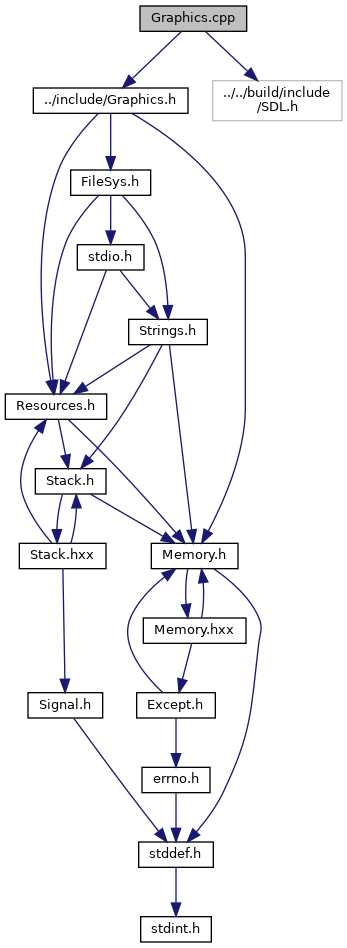 Graphics.cpp
../include/Graphics.h
../../build/include
/SDL.h
FileSys.h
stdio.h
Strings.h
Resources.h
Stack.h
Stack.hxx
Memory.h
Memory.hxx
Signal.h
Except.h
errno.h
stddef.h
stdint.h